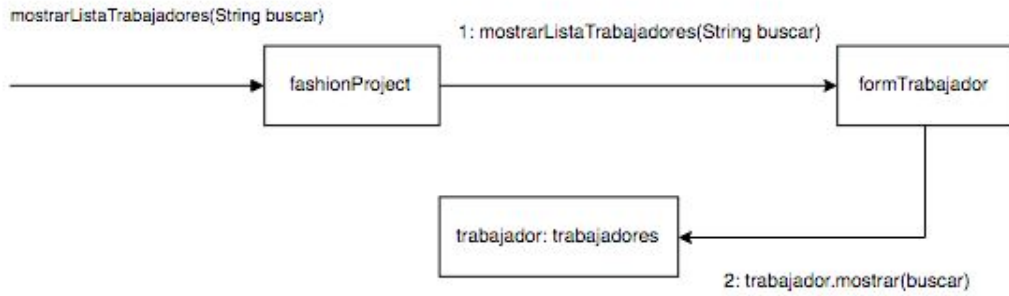 mostrarListaTrabajadores(String buscar)
1: mostrarListaTrabajadores(String buscar)
fashionProject
formTrabajador
trabajador: trabajadores
2: trabajador.mostrar(buscar)